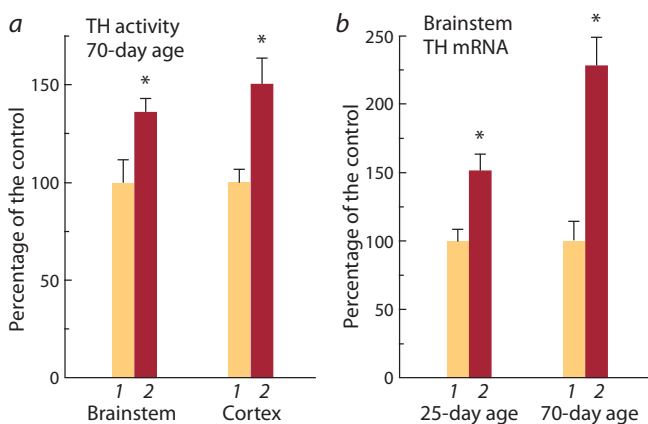 a
TH activity
70-day age
Percentage of the control
150
100
50
0
*
*
1 2 1 2
Brainstem Cortex
b
Brainstem
TH mRNA
Percentage of the control
250
200
150
100
50
0
*
*
1 2 1 2
25-day age 70-day age